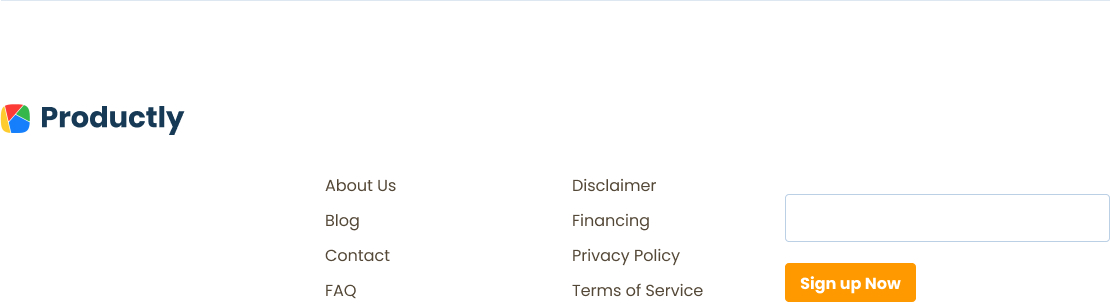 Productly
About Us
Blog
Contact
FAQ
Disclaimer
Financing
Privacy Policy
Terms of Service
Sign up Now